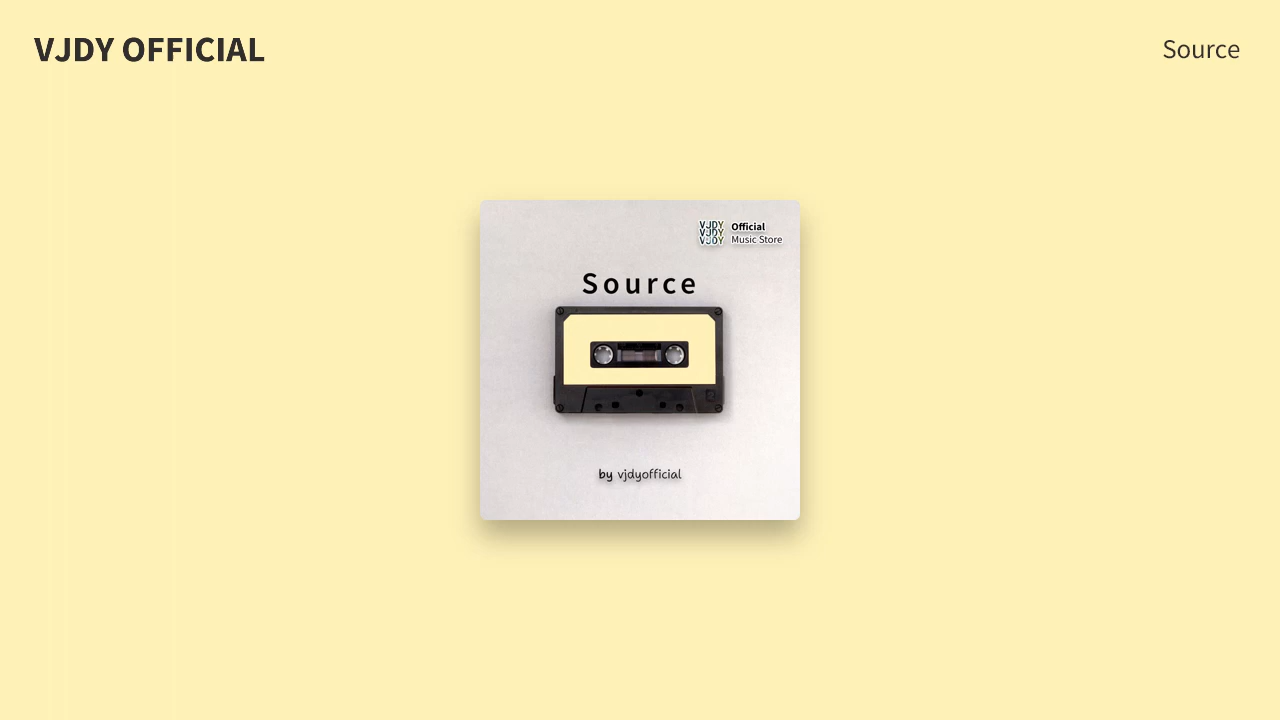 VJDY OFFICIAL
Source
VJDY
VJDY
VJDY
Official
Music Store
Source
by vjdyofficial